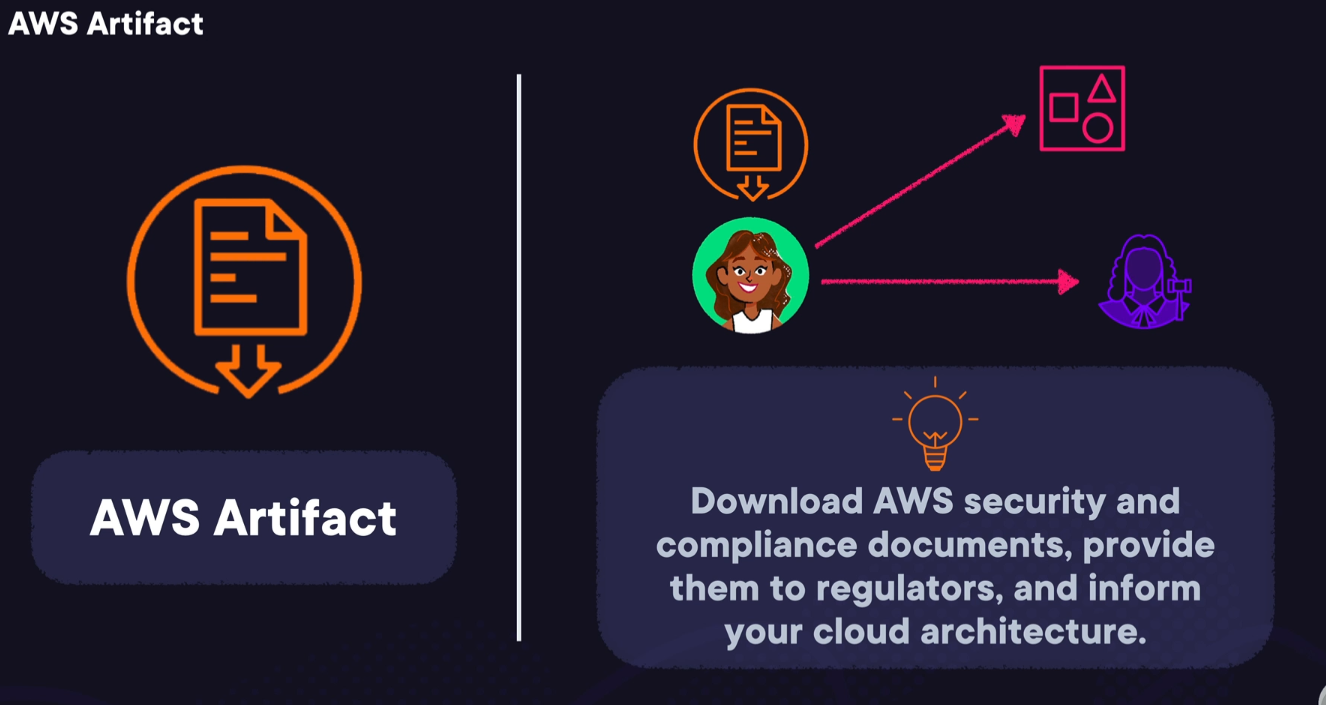 AWS Artifact
AWS Artifact
Download AWS security and
compliance documents, provide
them to regulators, and inform
your cloud architecture.